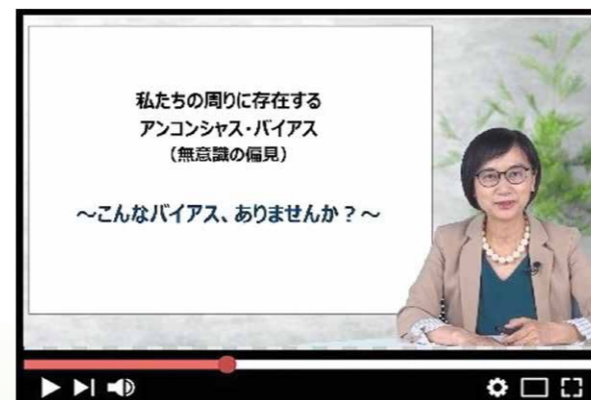 私たちの周りに存在する
アンコンシャス・バイアス
（無意識の偏見）
～こんなバイアス、ありませんか？～